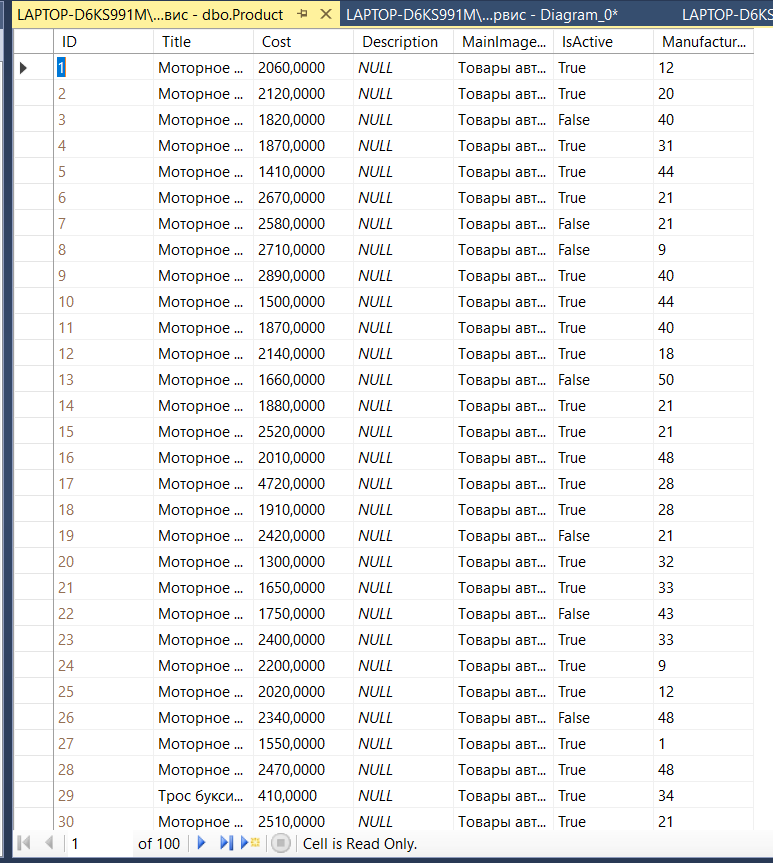 LAPTOP-D6KS991M\...вис - dbo.Product LAPTOP-D6KS991M\...рвис - Diagram_0* LAPTOP-D6KS
ID Title Cost Description MainImage... IsActive Manufactur...
1 Моторное ... 2060,0000 NULL Товары авт... True 12
2 Моторное ... 2120,0000 NULL Товары авт... True 20
3 Моторное ... 1820,0000 NULL Товары авт... False 40
4 Моторное ... 1870,0000 NULL Товары авт... True 31
5 Моторное ... 1410,0000 NULL Товары авт... True 44
6 Моторное ... 2670,0000 NULL Товары авт... True 21
7 Моторное ... 2580,0000 NULL Товары авт... False 21
8 Моторное ... 2710,0000 NULL Товары авт... False 9
9 Моторное ... 2890,0000 NULL Товары авт... True 40
10 Моторное ... 1500,0000 NULL Товары авт... True 44
11 Моторное ... 1870,0000 NULL Товары авт... True 40
12 Моторное ... 2140,0000 NULL Товары авт... True 18
13 Моторное ... 1660,0000 NULL Товары авт... False 50
14 Моторное ... 1880,0000 NULL Товары авт... True 21
15 Моторное ... 2520,0000 NULL Товары авт... True 21
16 Моторное ... 2010,0000 NULL Товары авт... True 48
17 Моторное ... 4720,0000 NULL Товары авт... True 28
18 Моторное ... 1910,0000 NULL Товары авт... True 28
19 Моторное ... 2420,0000 NULL Товары авт... False 21
20 Моторное ... 1300,0000 NULL Товары авт... True 32
21 Моторное ... 1650,0000 NULL Товары авт... True 33
22 Моторное ... 1750,0000 NULL Товары авт... False 43
23 Моторное ... 2400,0000 NULL Товары авт... True 33
24 Моторное ... 2200,0000 NULL Товары авт... True 9
25 Моторное ... 2020,0000 NULL Товары авт... True 12
26 Моторное ... 2340,0000 NULL Товары авт... False 48
27 Моторное ... 1550,0000 NULL Товары авт... True 1
28 Моторное ... 2470,0000 NULL Товары авт... True 48
29 Трос букси... 410,0000 NULL Товары авт... True 34
30 Моторное ... 2510,0000 NULL Товары авт... True 21
1 of 100 Cell is Read Only.